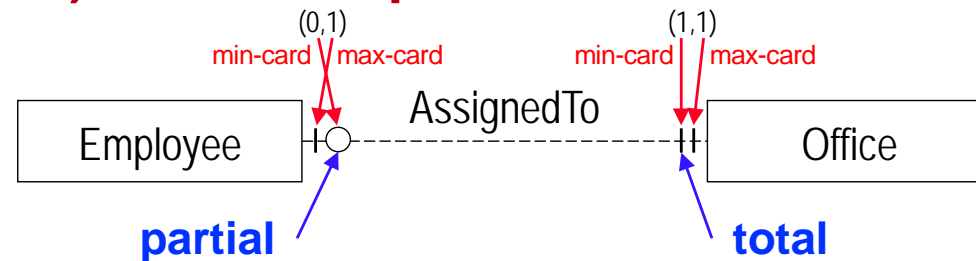 (0,1) (1,1)
min-card max-card min-card max-card
AssignedTo
Employee Office
partial total